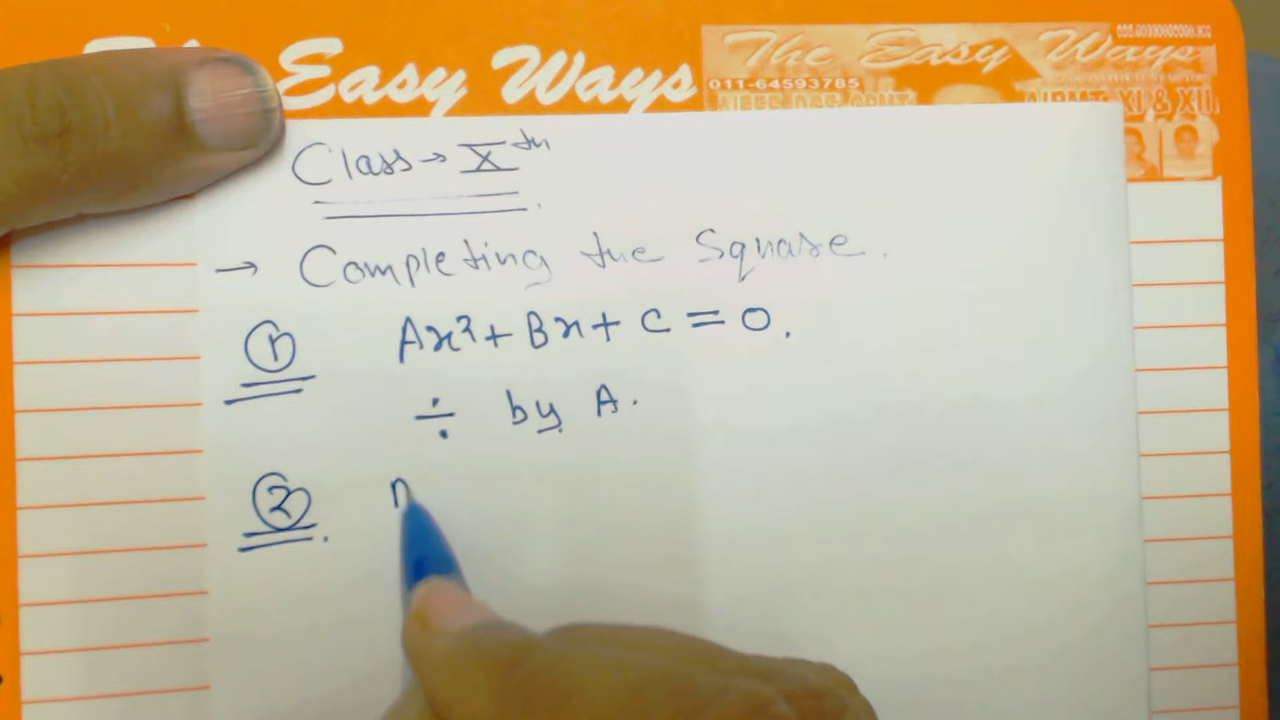 Easy Ways
The Easy Ways
011-64593785
XI & XII
Class → Xth
→ Completing the Square.
① Ax²+Bx+C=0.
÷ by A.
②